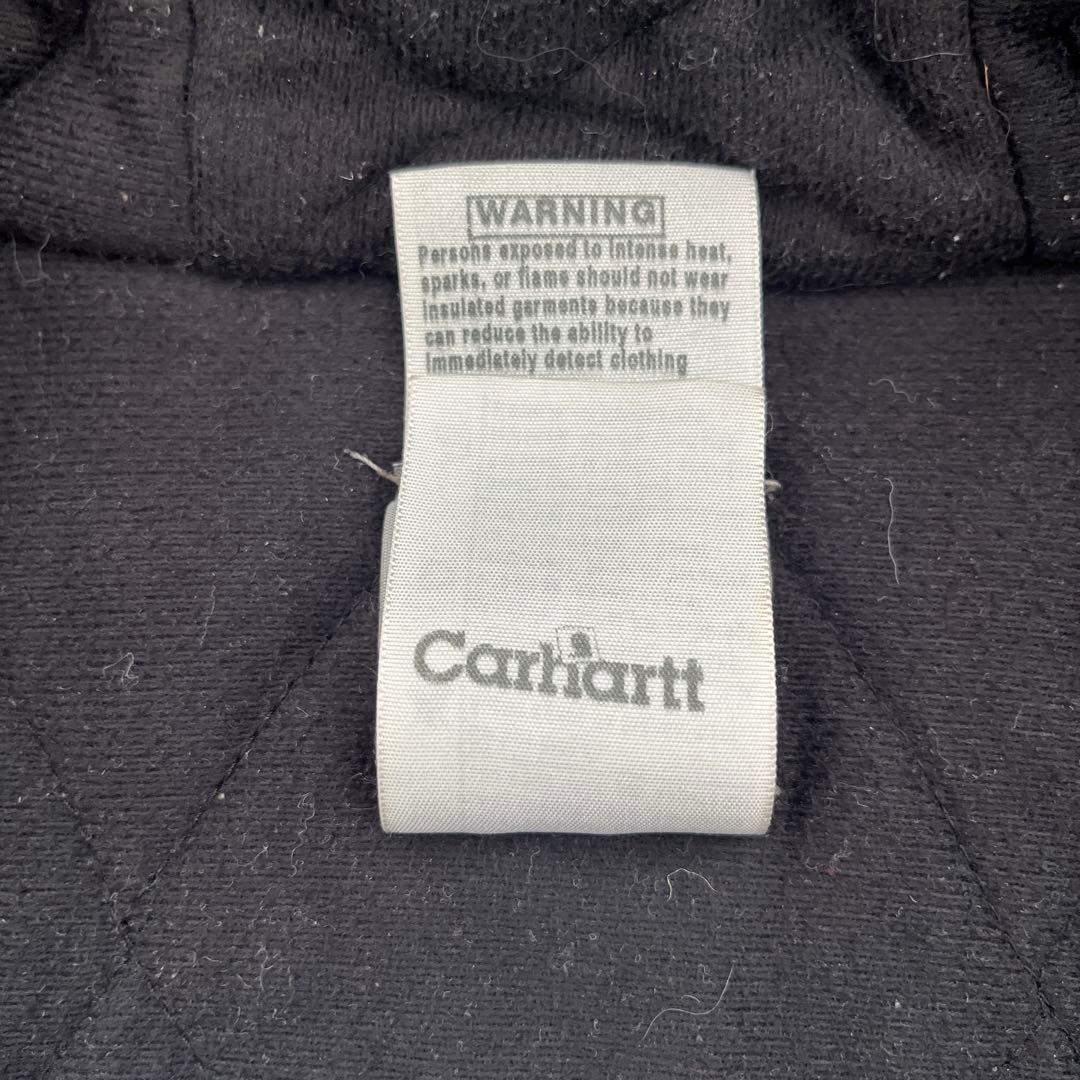 WARNING
Persons exposed to intense heat,
sparks, or flame should not wear
insulated garments because they
can reduce the ability to
immediately detect clothing
Carhartt